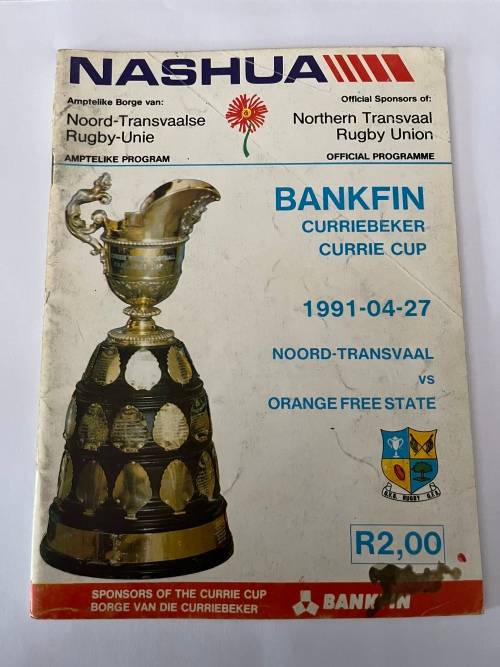 NASHUA
Amptelike Borge van:
Noord-Transvaalse
Rugby-Unie
AMPTELIKE PROGRAM
Official Sponsors of:
Northern Transvaal
Rugby Union
OFFICIAL PROGRAMME
BANKFIN
CURRIEBEKER
CURRIE CUP
1991-04-27
NOORD-TRANSVAAL
vs
ORANGE FREE STATE
O.V.S. RUGBY O.F.S.
R2,00
SPONSORS OF THE CURRIE CUP
BORGE VAN DIE CURRIEBEKER
BANKFIN